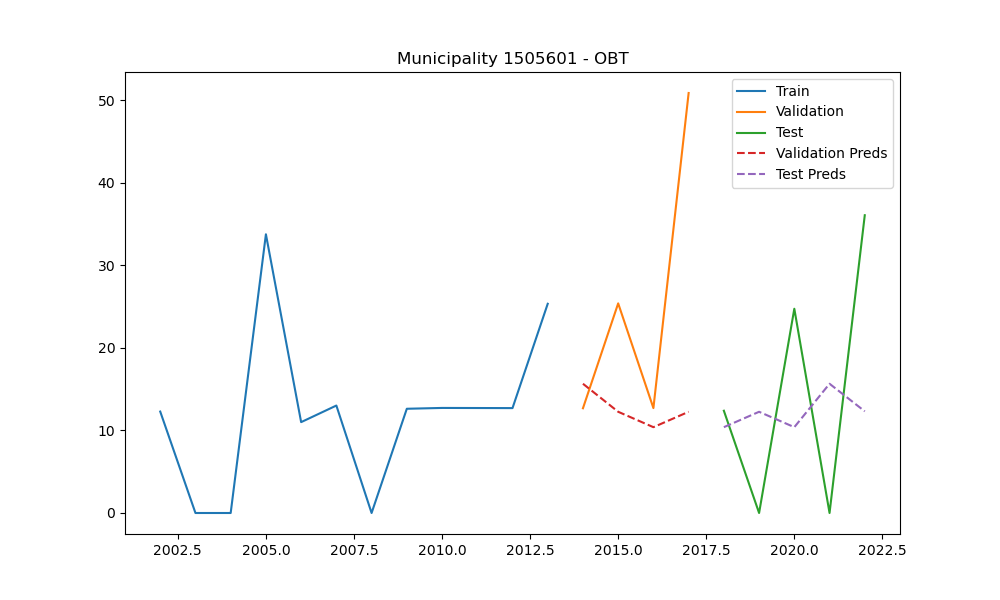 Municipality 1505601 - OBT
Train
Validation
Test
Validation Preds
Test Preds
50
40
30
20
10
0
2002.5 2005.0 2007.5 2010.0 2012.5 2015.0 2017.5 2020.0 2022.5